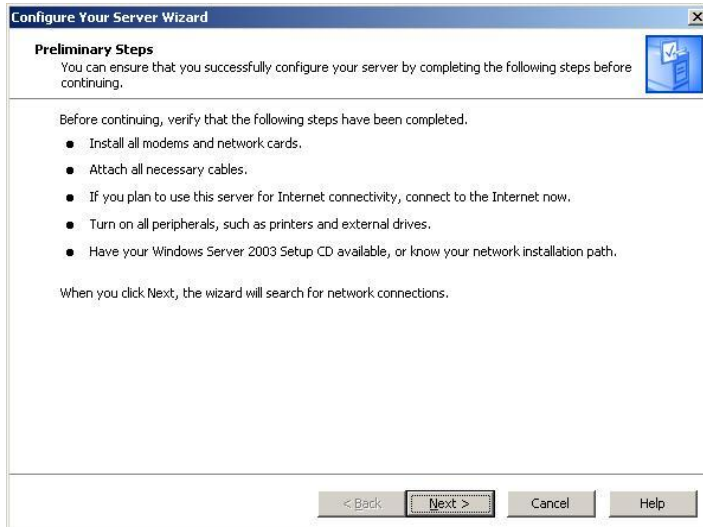 Configure Your Server Wizard
Preliminary Steps
You can ensure that you successfully configure your server by completing the following steps before
continuing.
Before continuing, verify that the following steps have been completed.
● Install all modems and network cards.
● Attach all necessary cables.
● If you plan to use this server for Internet connectivity, connect to the Internet now.
● Turn on all peripherals, such as printers and external drives.
● Have your Windows Server 2003 Setup CD available, or know your network installation path.
When you click Next, the wizard will search for network connections.
< Back Next > Cancel Help